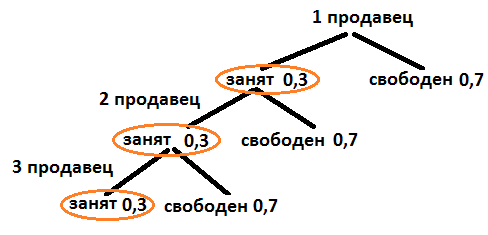 1 продавец
занят 0,3
свободен 0,7
2 продавец
занят 0,3
свободен 0,7
3 продавец
занят 0,3
свободен 0,7